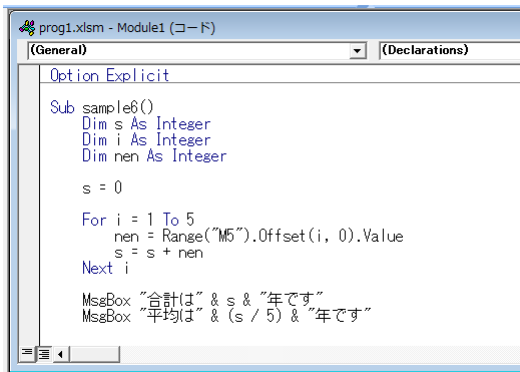 prog1.xlsm - Module1 (コード)
(General) (Declarations)
Option Explicit
Sub sample6()
Dim s As Integer
Dim i As Integer
Dim nen As Integer
s = 0
For i = 1 To 5
nen = Range("M5").Offset(i, 0).Value
s = s + nen
Next i
MsgBox "合計は" & s & "年です"
MsgBox "平均は" & (s / 5) & "年です"